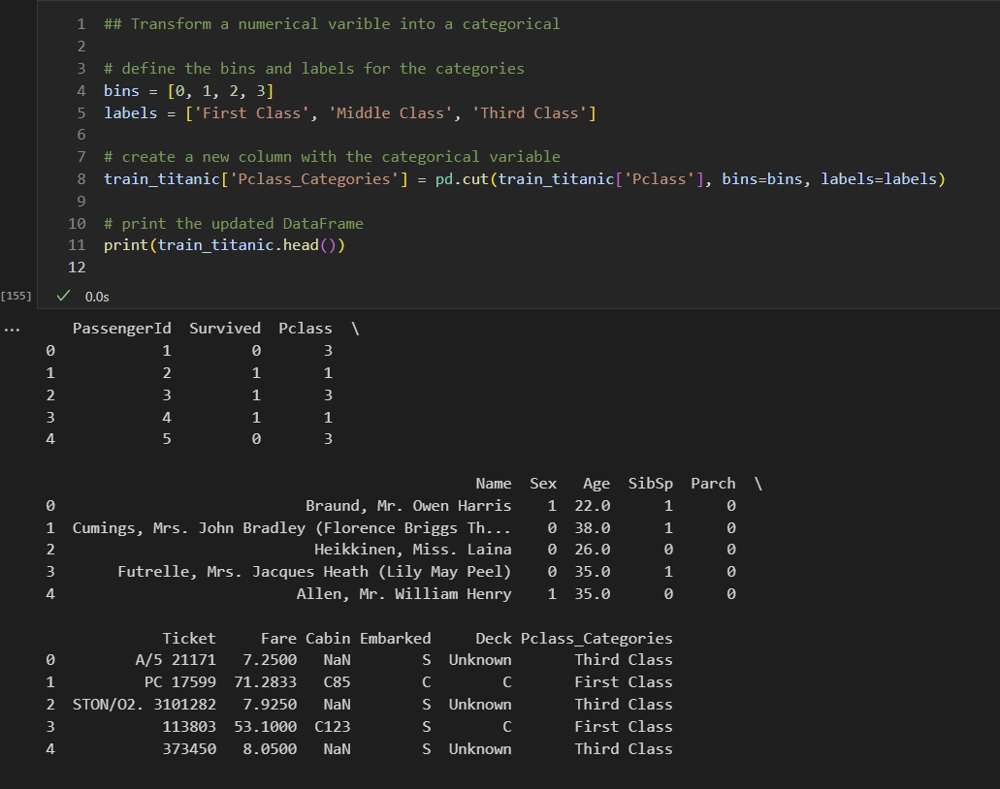 1 ## Transform a numerical varible into a categorical
2
3 # define the bins and labels for the categories
4 bins = [0, 1, 2, 3]
5 labels = ['First Class', 'Middle Class', 'Third Class']
6
7 # create a new column with the categorical variable
8 train_titanic['Pclass_Categories'] = pd.cut(train_titanic['Pclass'], bins=bins, labels=labels)
9
10 # print the updated DataFrame
11 print(train_titanic.head())
12
[155] ✓ 0.0s
... PassengerId Survived Pclass \
0 1 0 3
1 2 1 1
2 3 1 3
3 4 1 1
4 5 0 3
Name Sex Age SibSp Parch \
0 Braund, Mr. Owen Harris 1 22.0 1 0
1 Cumings, Mrs. John Bradley (Florence Briggs Th... 0 38.0 1 0
2 Heikkinen, Miss. Laina 0 26.0 0 0
3 Futrelle, Mrs. Jacques Heath (Lily May Peel) 0 35.0 1 0
4 Allen, Mr. William Henry 1 35.0 0 0
Ticket Fare Cabin Embarked Deck Pclass_Categories
0 A/5 21171 7.2500 NaN S Unknown Third Class
1 PC 17599 71.2833 C85 C C First Class
2 STON/O2. 3101282 7.9250 NaN S Unknown Third Class
3 113803 53.1000 C123 S C First Class
4 373450 8.0500 NaN S Unknown Third Class